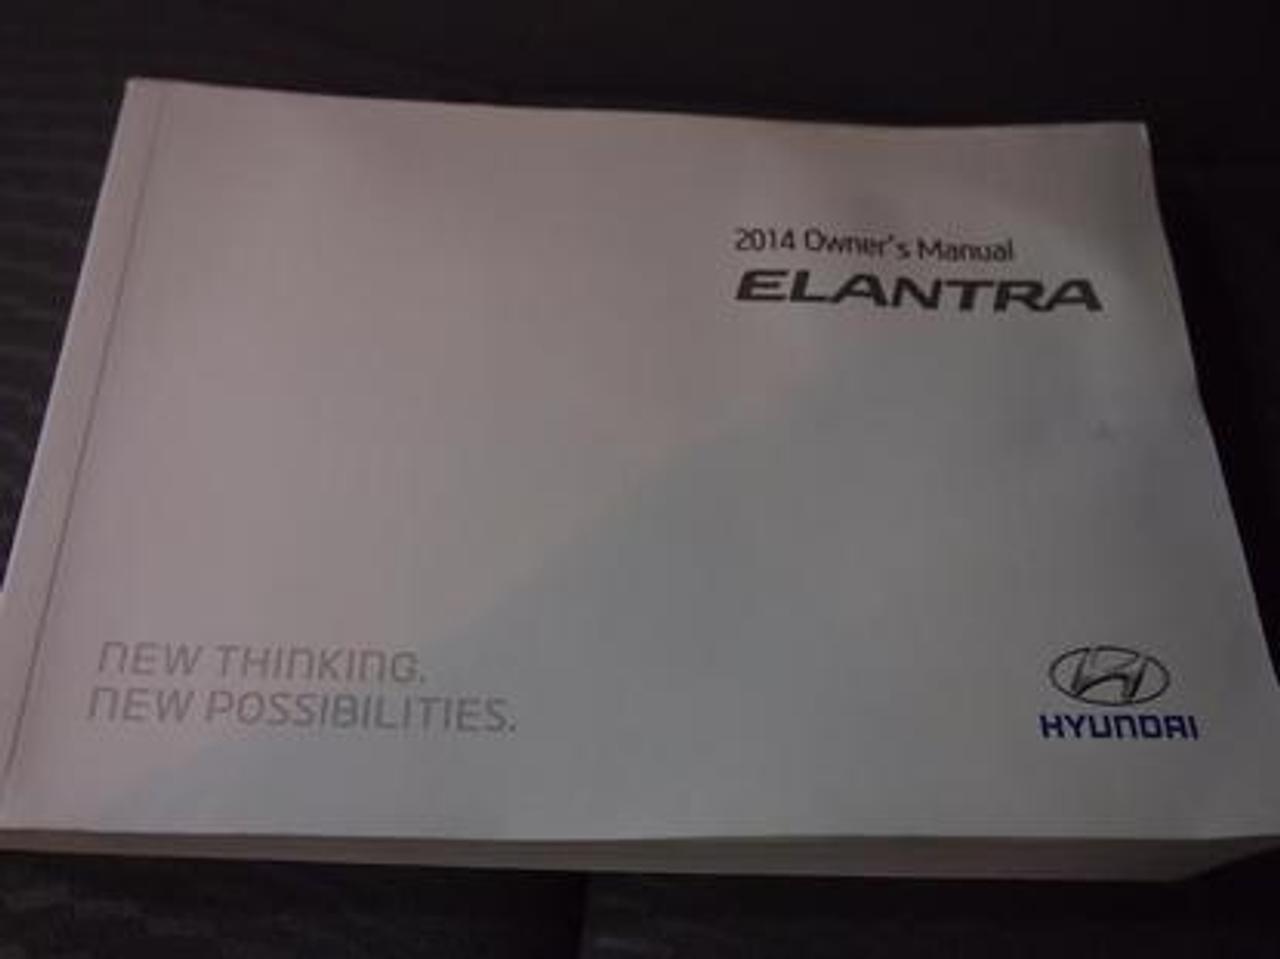 2014 Owner's Manual
ELANTRA
NEW THINKING.
NEW POSSIBILITIES.
HYUNDAI